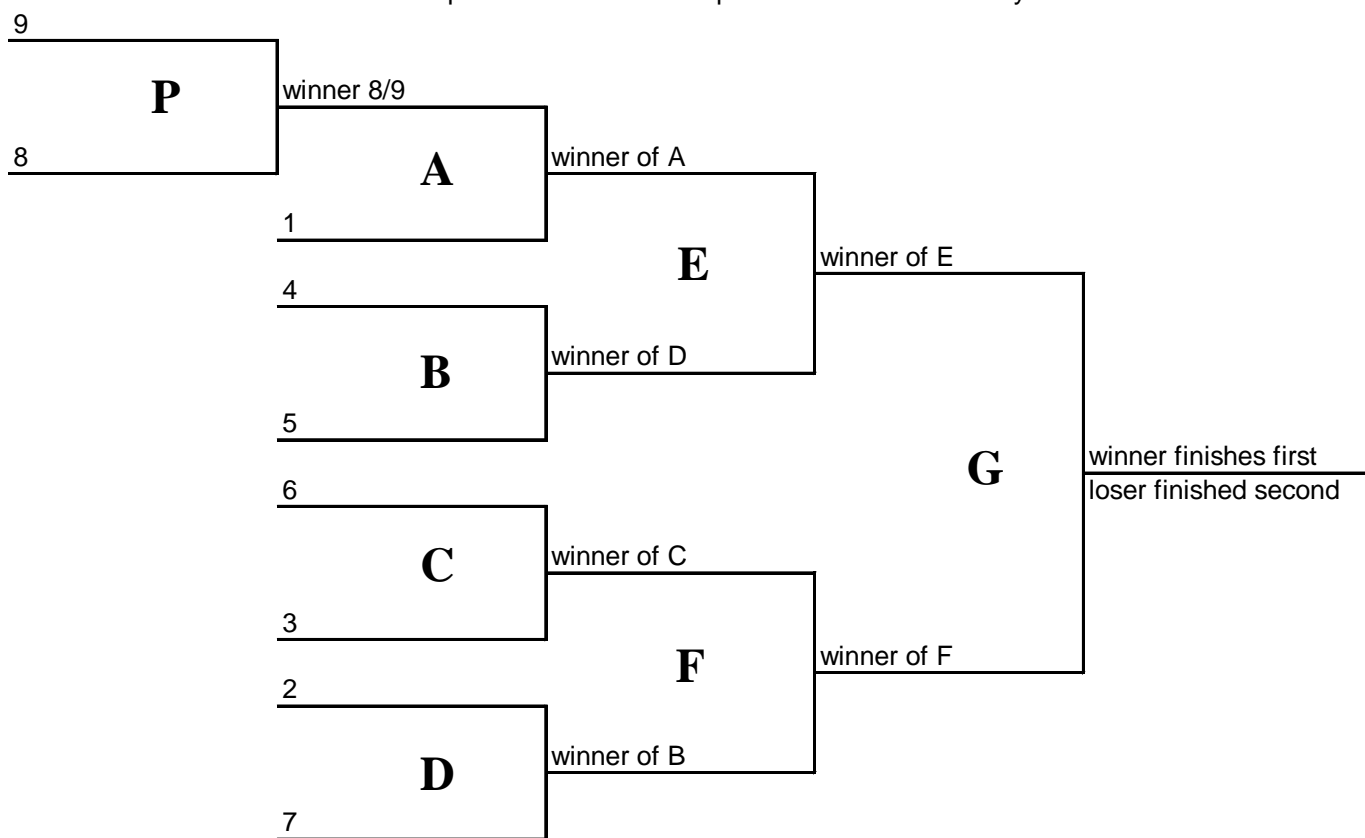 9
P
winner 8/9
8
A
winner of A
1
E
winner of E
4
B
winner of D
5
G
winner finishes first
loser finished second
6
C
winner of C
3
F
winner of F
2
D
winner of B
7